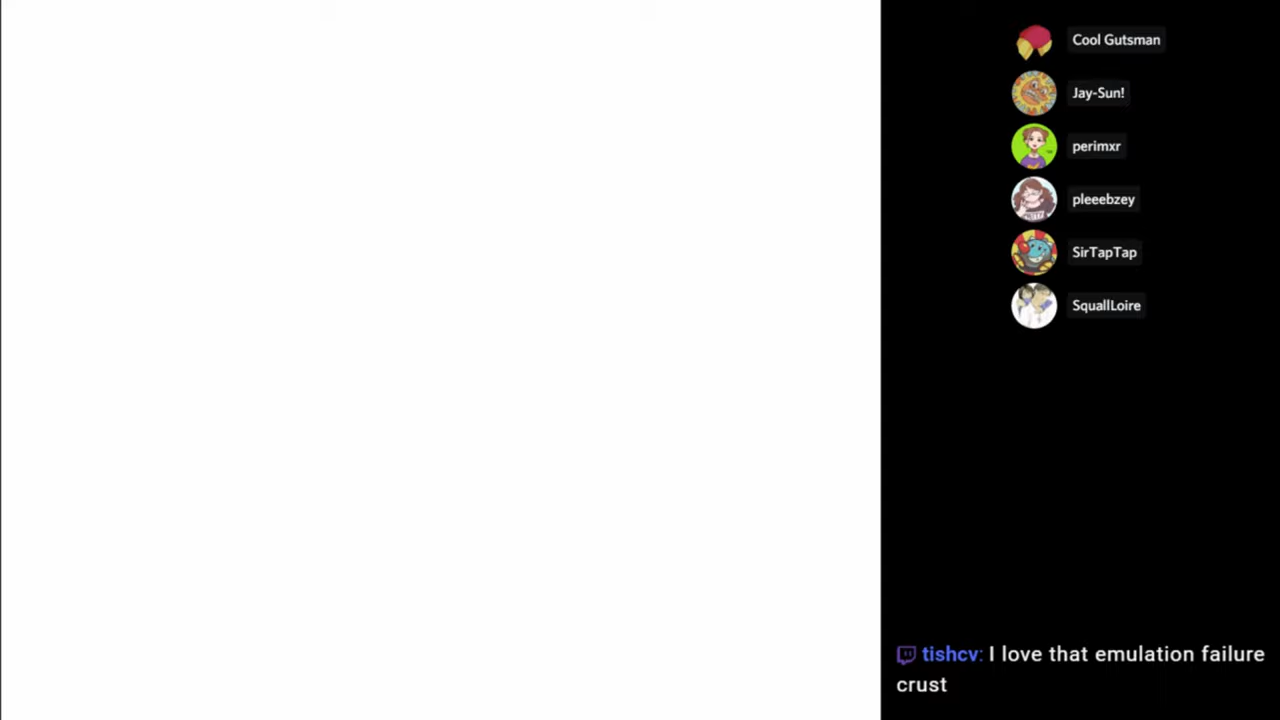 Cool Gutsman
Jay-Sun!
perimxr
pleeebzey
SirTapTap
SquallLoire
tishcv: I love that emulation failure
crust